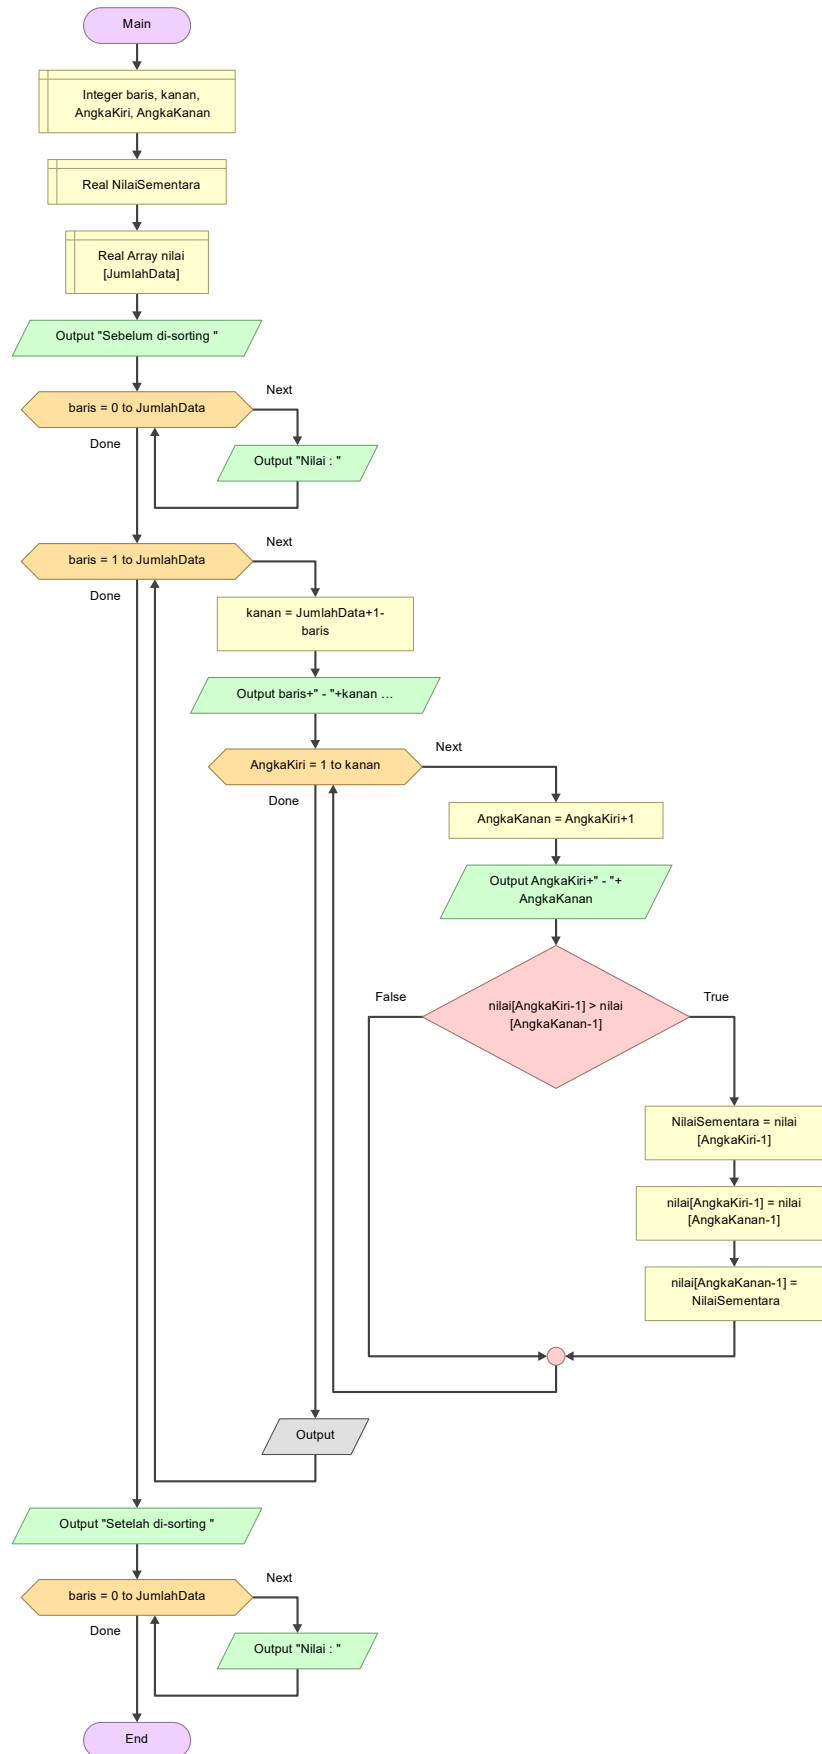 Main
Integer baris, kanan,
AngkaKiri, AngkaKanan
Real NilaiSementara
Real Array nilai
[JumlahData]
Output "Sebelum di-sorting "
baris = 0 to JumlahData
Next
Done
Output "Nilai : "
baris = 1 to JumlahData
Next
Done
kanan = JumlahData+1-
baris
Output baris+" - "+kanan ...
AngkaKiri = 1 to kanan
Next
Done
AngkaKanan = AngkaKiri+1
Output AngkaKiri+" - "+
AngkaKanan
False
nilai[AngkaKiri-1] > nilai
[AngkaKanan-1]
True
NilaiSementara = nilai
[AngkaKiri-1]
nilai[AngkaKiri-1] = nilai
[AngkaKanan-1]
nilai[AngkaKanan-1] =
NilaiSementara
Output
Output "Setelah di-sorting "
baris = 0 to JumlahData
Next
Done
Output "Nilai : "
End